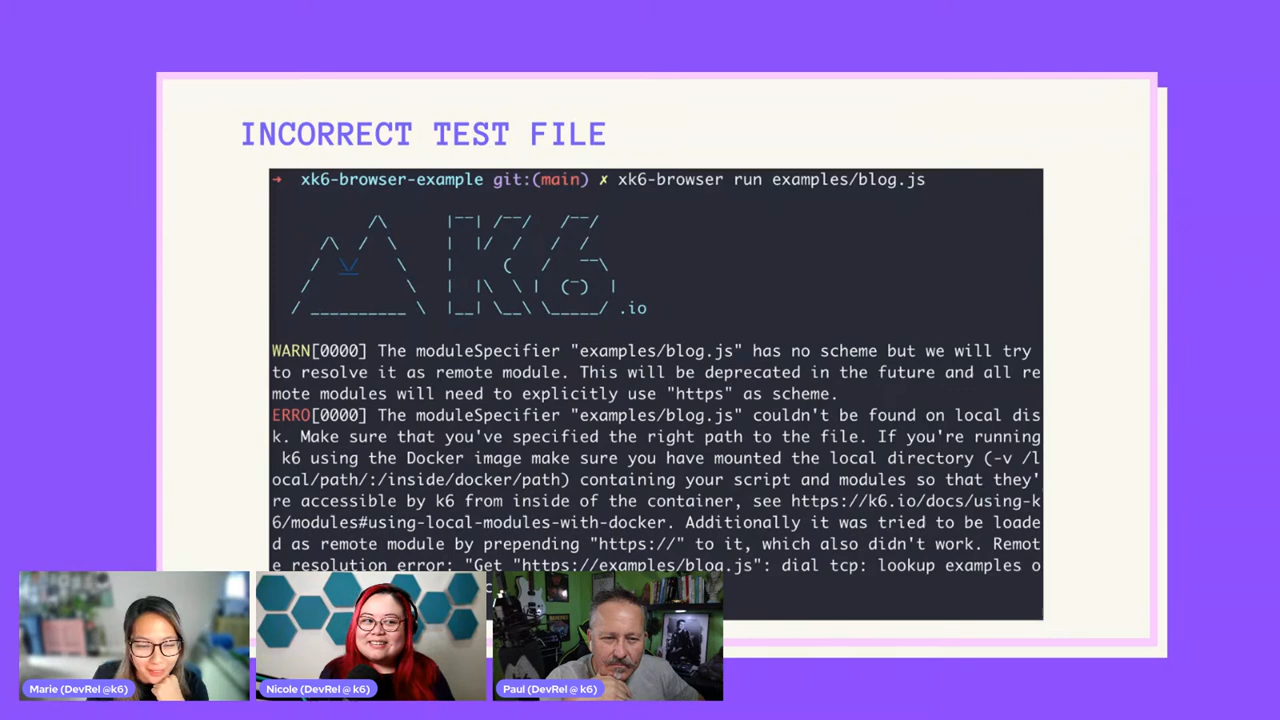 INCORRECT TEST FILE
→ xk6-browser-example git:(main) ✗ xk6-browser run examples/blog.js
.io
WARN[0000] The moduleSpecifier "examples/blog.js" has no scheme but we will try
to resolve it as remote module. This will be deprecated in the future and all re
mote modules will need to explicitly use "https" as scheme.
ERRO[0000] The moduleSpecifier "examples/blog.js" couldn't be found on local dis
k. Make sure that you've specified the right path to the file. If you're running
k6 using the Docker image make sure you have mounted the local directory (-v /l
ocal/path/:/inside/docker/path) containing your script and modules so that they'
re accessible by k6 from inside of the container, see https://k6.io/docs/using-k
6/modules#using-local-modules-with-docker. Additionally it was tried to be loade
d as remote module by prepending "https://" to it, which also didn't work. Remot
e resolution error: "Get "https://examples/blog.js": dial tcp: lookup examples o
Marie (DevRel @k6)
Nicole (DevRel @ k6)
Paul (DevRel @ k6)